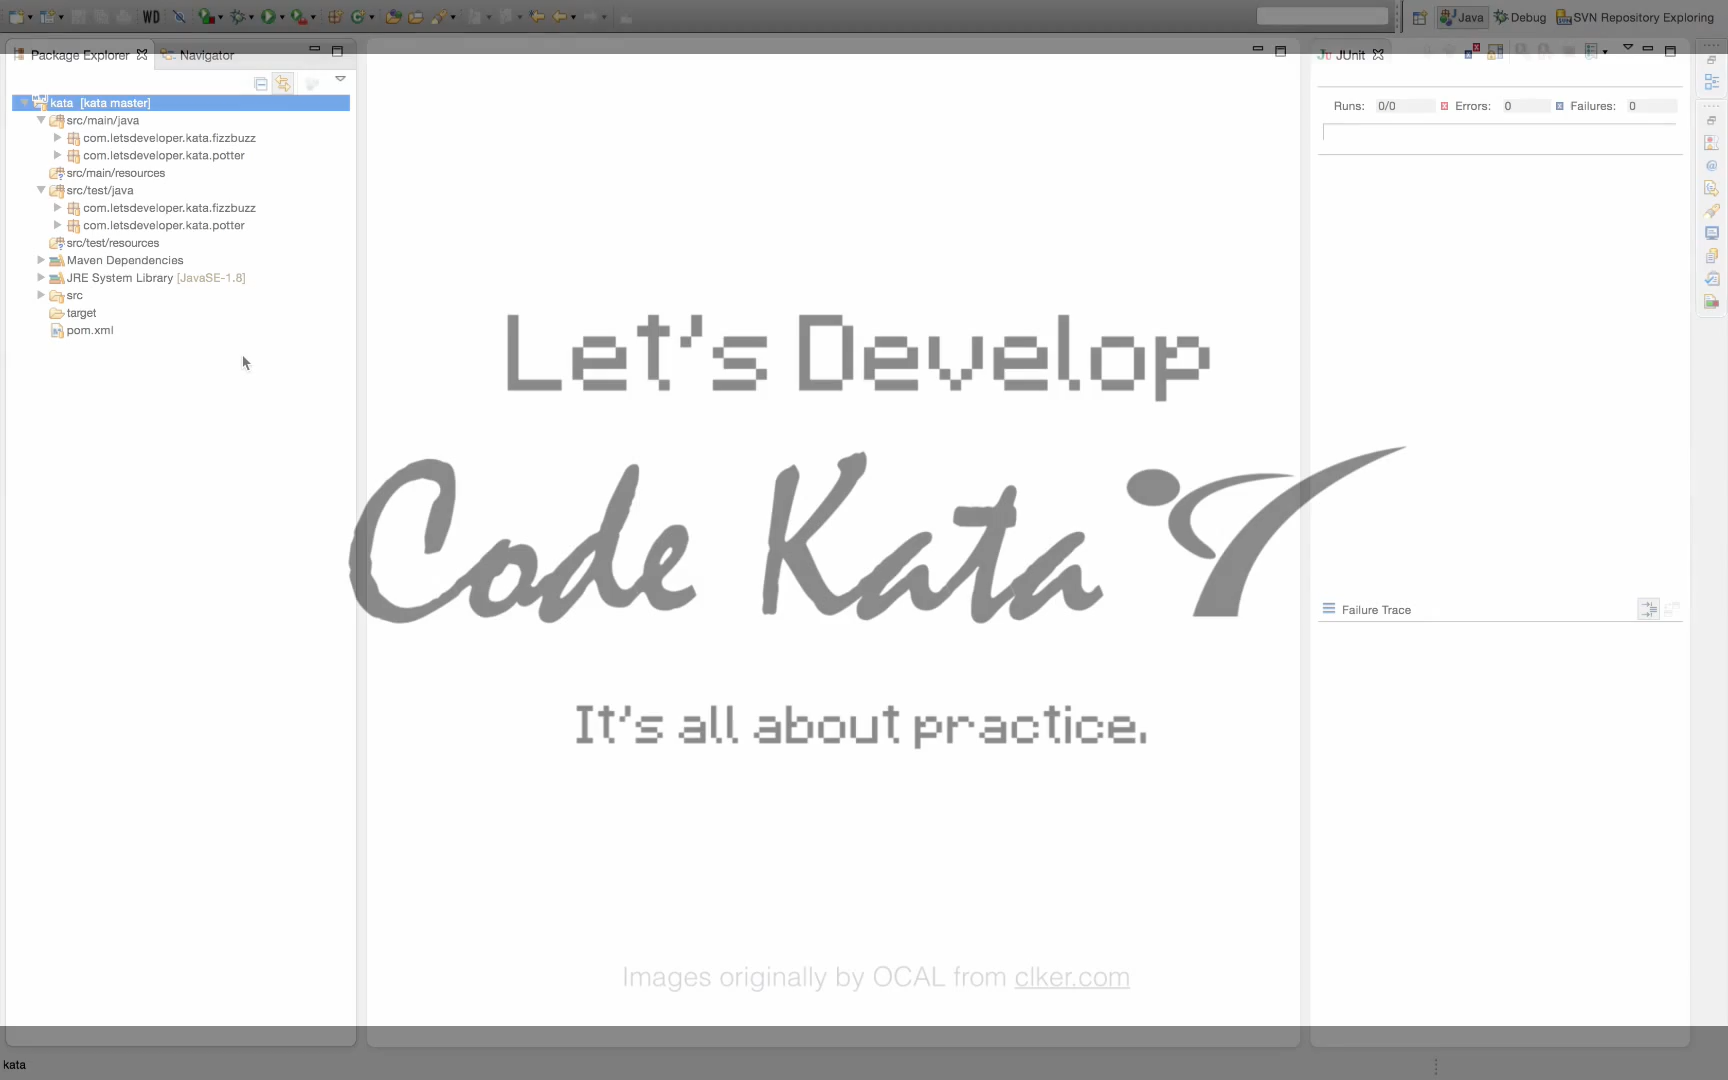 WD
Java
Debug
SVN Repository Exploring
Package Explorer
Navigator
JUnit
kata [kata master]
src/main/java
com.letsdeveloper.kata.fizzbuzz
com.letsdeveloper.kata.potter
src/main/resources
src/test/java
com.letsdeveloper.kata.fizzbuzz
com.letsdeveloper.kata.potter
src/test/resources
Maven Dependencies
JRE System Library [JavaSE-1.8]
src
target
pom.xml
Runs: 0/0 Errors: 0 Failures: 0
Let's Develop
Code Kata
It's all about practice.
Failure Trace
Images originally by OCAL from clker.com
kata